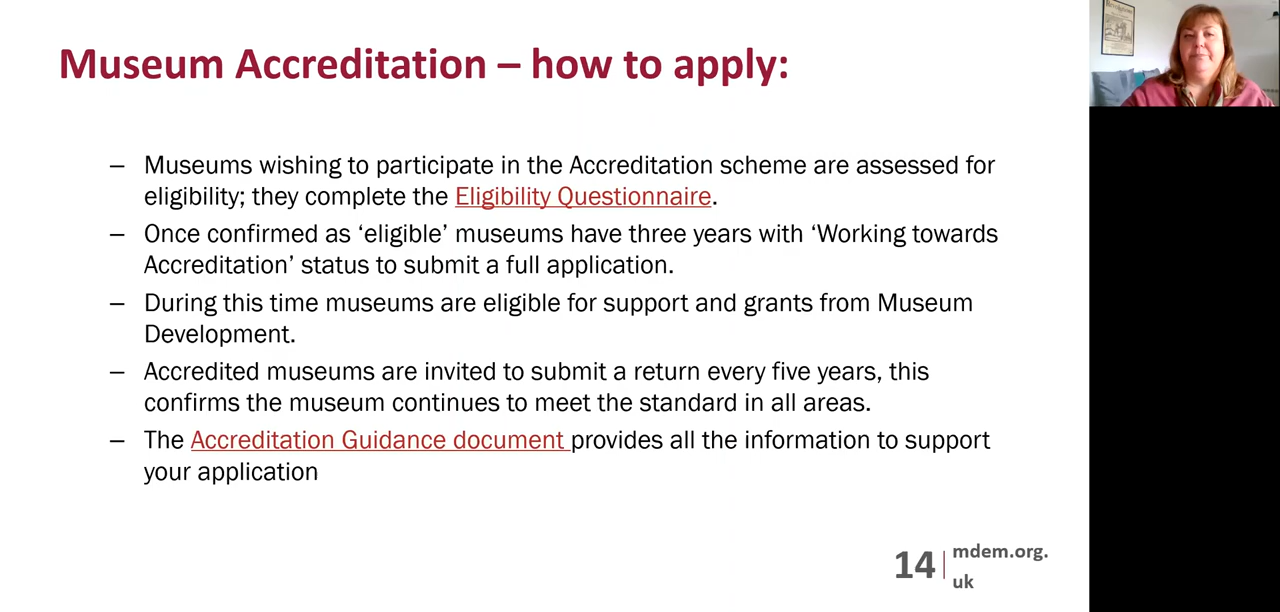 Museum Accreditation – how to apply:
– Museums wishing to participate in the Accreditation scheme are assessed for
eligibility; they complete the Eligibility Questionnaire.
– Once confirmed as ‘eligible’ museums have three years with ‘Working towards
Accreditation’ status to submit a full application.
– During this time museums are eligible for support and grants from Museum
Development.
– Accredited museums are invited to submit a return every five years, this
confirms the museum continues to meet the standard in all areas.
– The Accreditation Guidance document provides all the information to support
your application
14
mdem.org.
uk